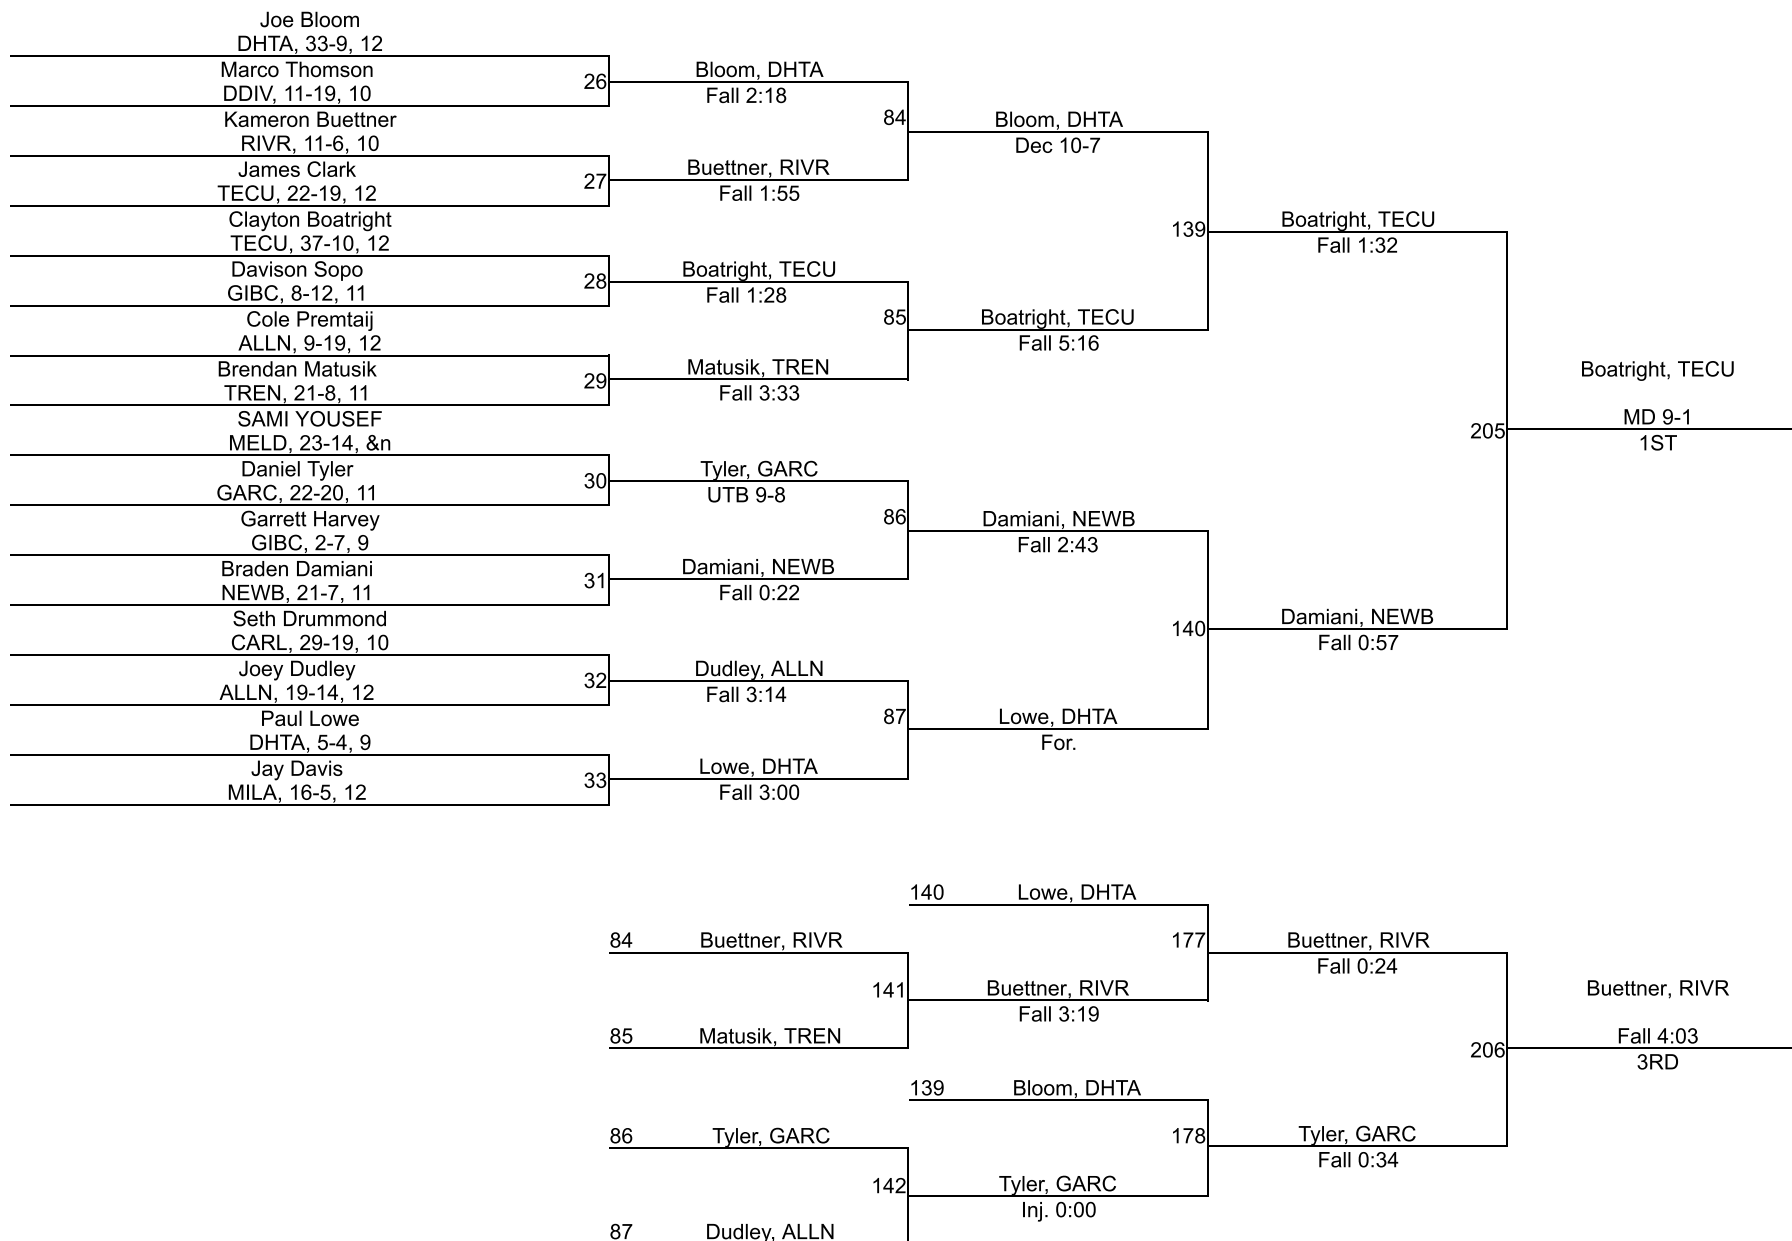 Joe Bloom
DHTA, 33-9, 12
Marco Thomson
DDIV, 11-19, 10
Kameron Buettner
RIVR, 11-6, 10
James Clark
TECU, 22-19, 12
Clayton Boatright
TECU, 37-10, 12
Davison Sopo
GIBC, 8-12, 11
Cole Premtaij
ALLN, 9-19, 12
Brendan Matusik
TREN, 21-8, 11
SAMI YOUSEF
MELD, 23-14, &n
Daniel Tyler
GARC, 22-20, 11
Garrett Harvey
GIBC, 2-7, 9
Braden Damiani
NEWB, 21-7, 11
Seth Drummond
CARL, 29-19, 10
Joey Dudley
ALLN, 19-14, 12
Paul Lowe
DHTA, 5-4, 9
Jay Davis
MILA, 16-5, 12
26
Bloom, DHTA
Fall 2:18
27
Buettner, RIVR
Fall 1:55
28
Boatright, TECU
Fall 1:28
29
Matusik, TREN
Fall 3:33
30
Tyler, GARC
UTB 9-8
31
Damiani, NEWB
Fall 0:22
32
Dudley, ALLN
Fall 3:14
33
Lowe, DHTA
Fall 3:00
84
Bloom, DHTA
Dec 10-7
85
Boatright, TECU
Fall 5:16
86
Damiani, NEWB
Fall 2:43
87
Lowe, DHTA
For.
139
Boatright, TECU
Fall 1:32
140
Damiani, NEWB
Fall 0:57
205
Boatright, TECU
MD 9-1
1ST
84 Buettner, RIVR
85 Matusik, TREN
86 Tyler, GARC
87 Dudley, ALLN
140 Lowe, DHTA
141
Buettner, RIVR
Fall 3:19
139 Bloom, DHTA
142
Tyler, GARC
Inj. 0:00
177
Buettner, RIVR
Fall 0:24
178
Tyler, GARC
Fall 0:34
206
Buettner, RIVR
Fall 4:03
3RD